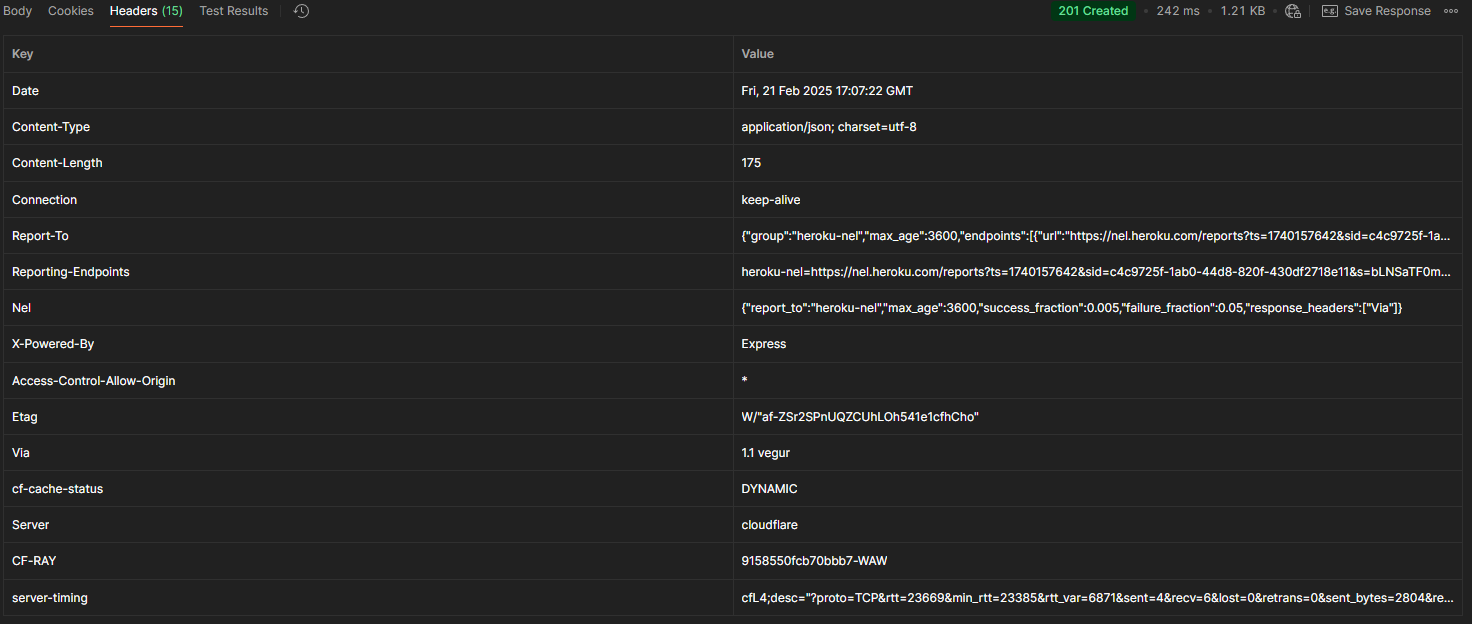 Body Cookies Headers (15) Test Results 201 Created • 242 ms • 1.21 KB • e.g. Save Response
Key Value
Date Fri, 21 Feb 2025 17:07:22 GMT
Content-Type application/json; charset=utf-8
Content-Length 175
Connection keep-alive
Report-To {"group":"heroku-nel","max_age":3600,"endpoints":[{"url":"https://nel.heroku.com/reports?ts=1740157642&sid=c4c9725f-1a...
Reporting-Endpoints heroku-nel=https://nel.heroku.com/reports?ts=1740157642&sid=c4c9725f-1ab0-44d8-820f-430df2718e11&s=bLNSaTF0m...
Nel {"report_to":"heroku-nel","max_age":3600,"success_fraction":0.005,"failure_fraction":0.05,"response_headers":["Via"]}
X-Powered-By Express
Access-Control-Allow-Origin *
Etag W/"af-ZSr2SPnUQZCUhLOh541e1cfhCho"
Via 1.1 vegur
cf-cache-status DYNAMIC
Server cloudflare
CF-RAY 9158550fcb70bbb7-WAW
server-timing cfL4;desc="?proto=TCP&rtt=23669&min_rtt=23385&rtt_var=6871&sent=4&recv=6&lost=0&retrans=0&sent_bytes=2804&re...